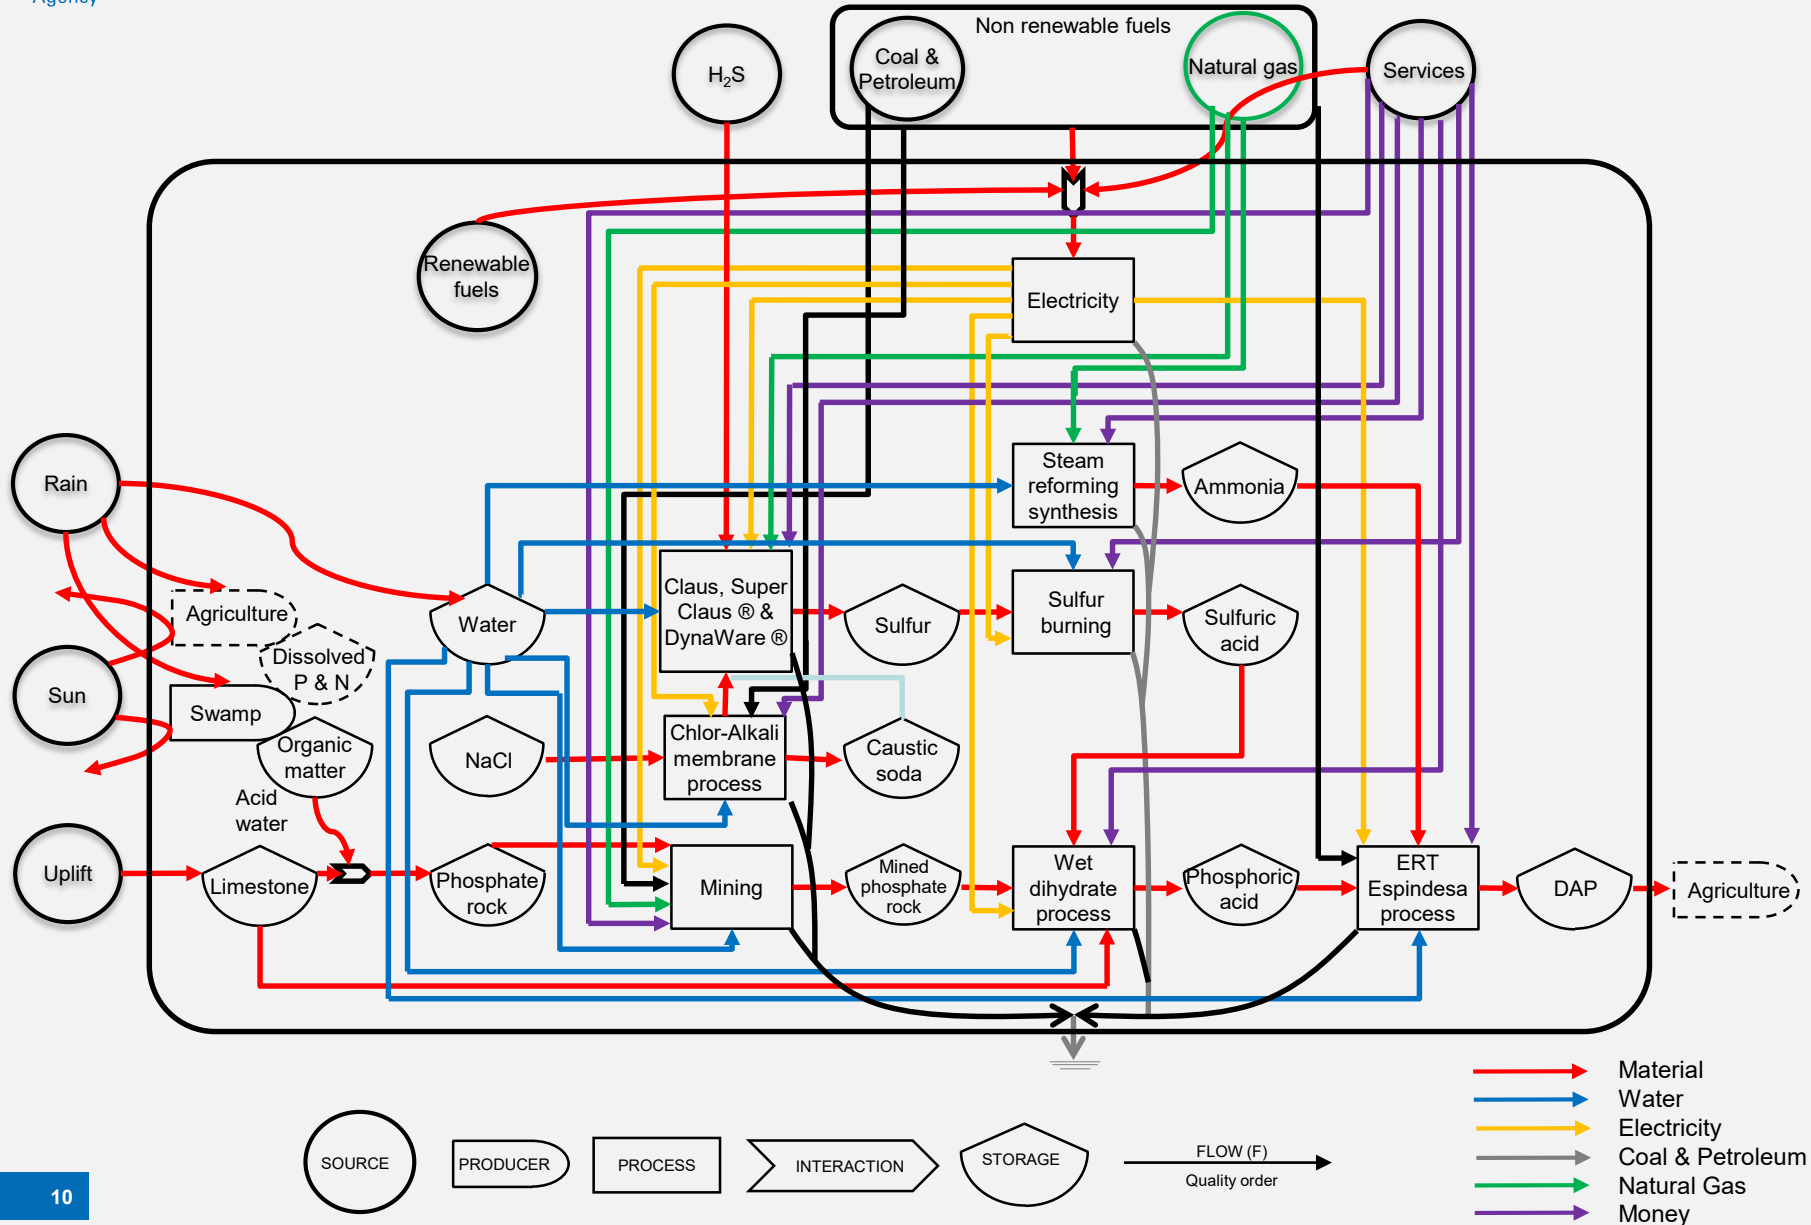 Agency
Non renewable fuels
H₂S
Coal &
Petroleum
Natural gas
Services
Renewable
fuels
Electricity
Rain
Steam
reforming
synthesis
Ammonia
Agriculture
Dissolved
P & N
Water
Claus, Super
Claus ® &
DynaWare ®
Sulfur
Sulfur
burning
Sulfuric
acid
Sun
Swamp
Organic
matter
NaCl
Chlor-Alkali
membrane
process
Caustic
soda
Acid
water
Uplift
Limestone
Phosphate
rock
Mining
Mined
phosphate
rock
Wet
dihydrate
process
Phosphoric
acid
ERT
Espindesa
process
DAP
Agriculture
Material
Water
Electricity
Coal & Petroleum
Natural Gas
Money
SOURCE
PRODUCER
PROCESS
INTERACTION
STORAGE
FLOW (F)
Quality order
10